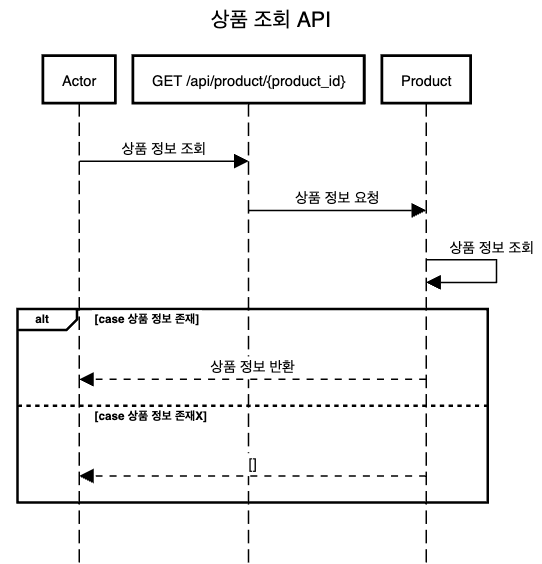 상품 조회 API
Actor
GET /api/product/{product_id}
Product
상품 정보 조회
상품 정보 요청
상품 정보 조회
alt
[case 상품 정보 존재]
상품 정보 반환
[case 상품 정보 존재X]
[]